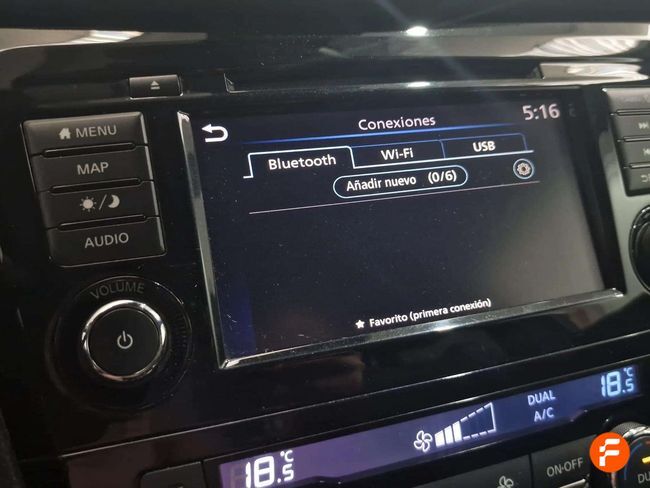 Conexiones
5:16
Bluetooth
Wi-Fi
USB
Añadir nuevo (0/6)
★ Favorito (primera conexión)
MENU
MAP
AUDIO
VOLUME
18.5°C
DUAL
A/C
18.5°C
ON·OFF